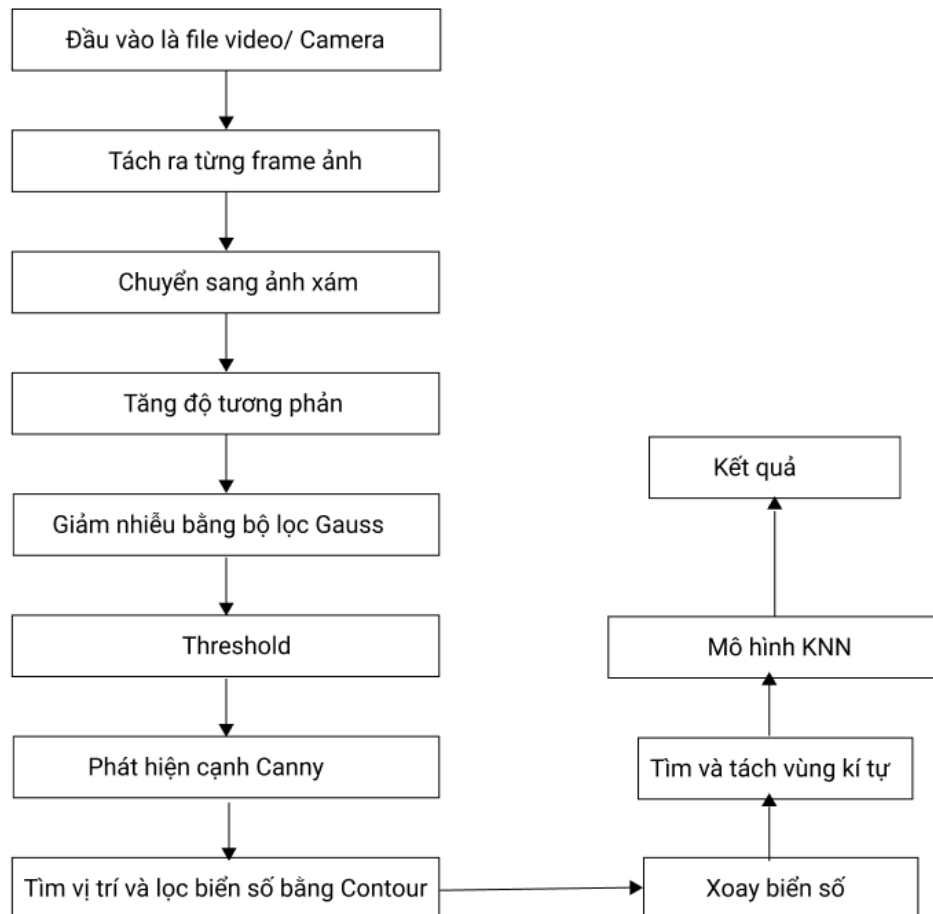 Đầu vào là file video/ Camera
Tách ra từng frame ảnh
Chuyển sang ảnh xám
Tăng độ tương phản
Giảm nhiễu bằng bộ lọc Gauss
Threshold
Phát hiện cạnh Canny
Tìm vị trí và lọc biển số bằng Contour
Xoay biển số
Tìm và tách vùng kí tự
Mô hình KNN
Kết quả